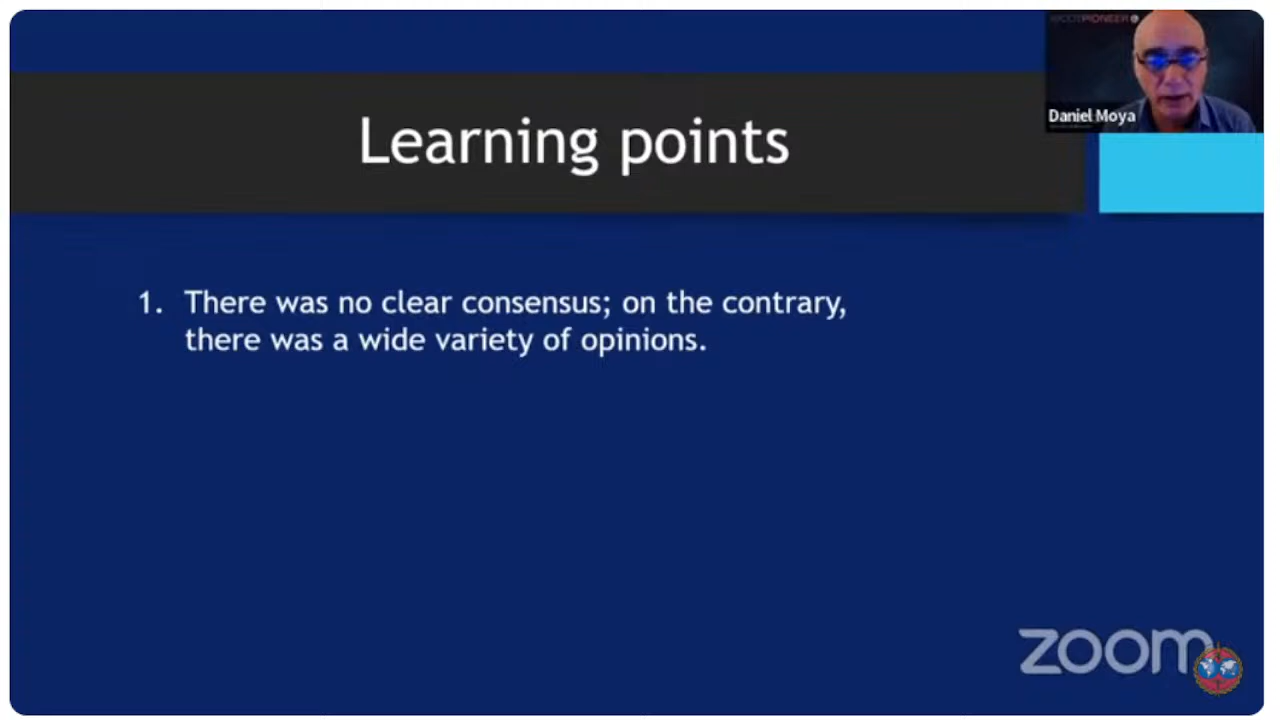 Learning points
Daniel Moya
1. There was no clear consensus; on the contrary,
there was a wide variety of opinions.
zoom